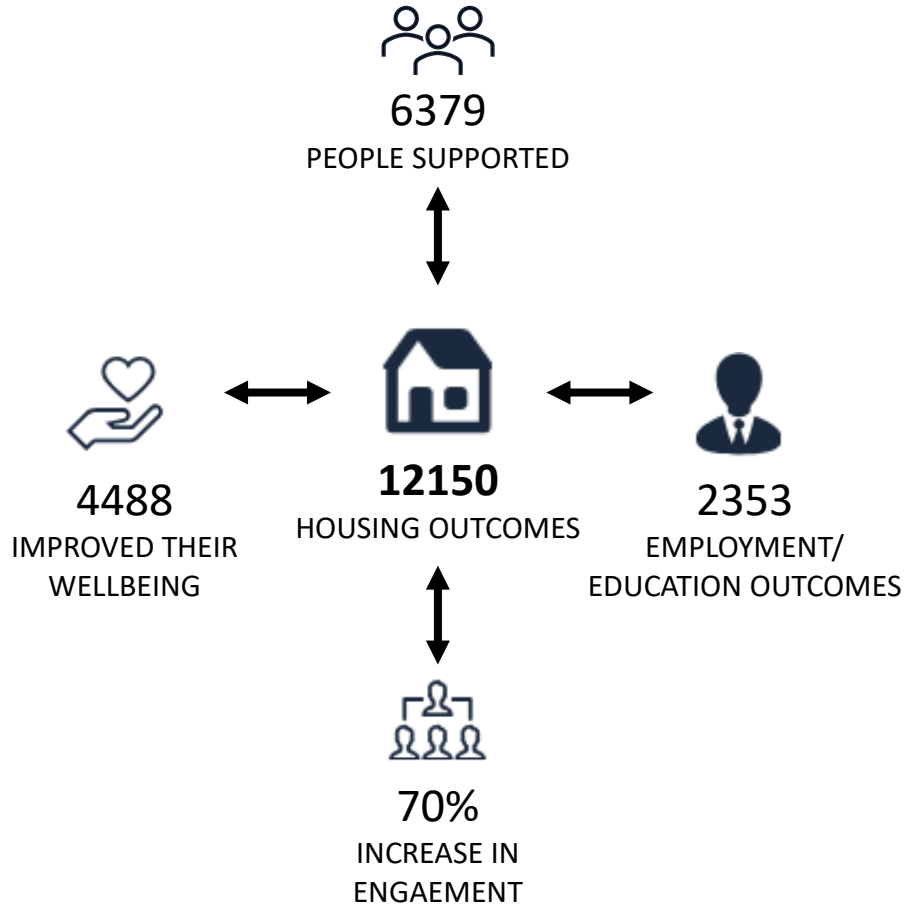 6379
PEOPLE SUPPORTED
4488
IMPROVED THEIR
WELLBEING
12150
HOUSING OUTCOMES
2353
EMPLOYMENT/
EDUCATION OUTCOMES
70%
INCREASE IN
ENGAEMENT